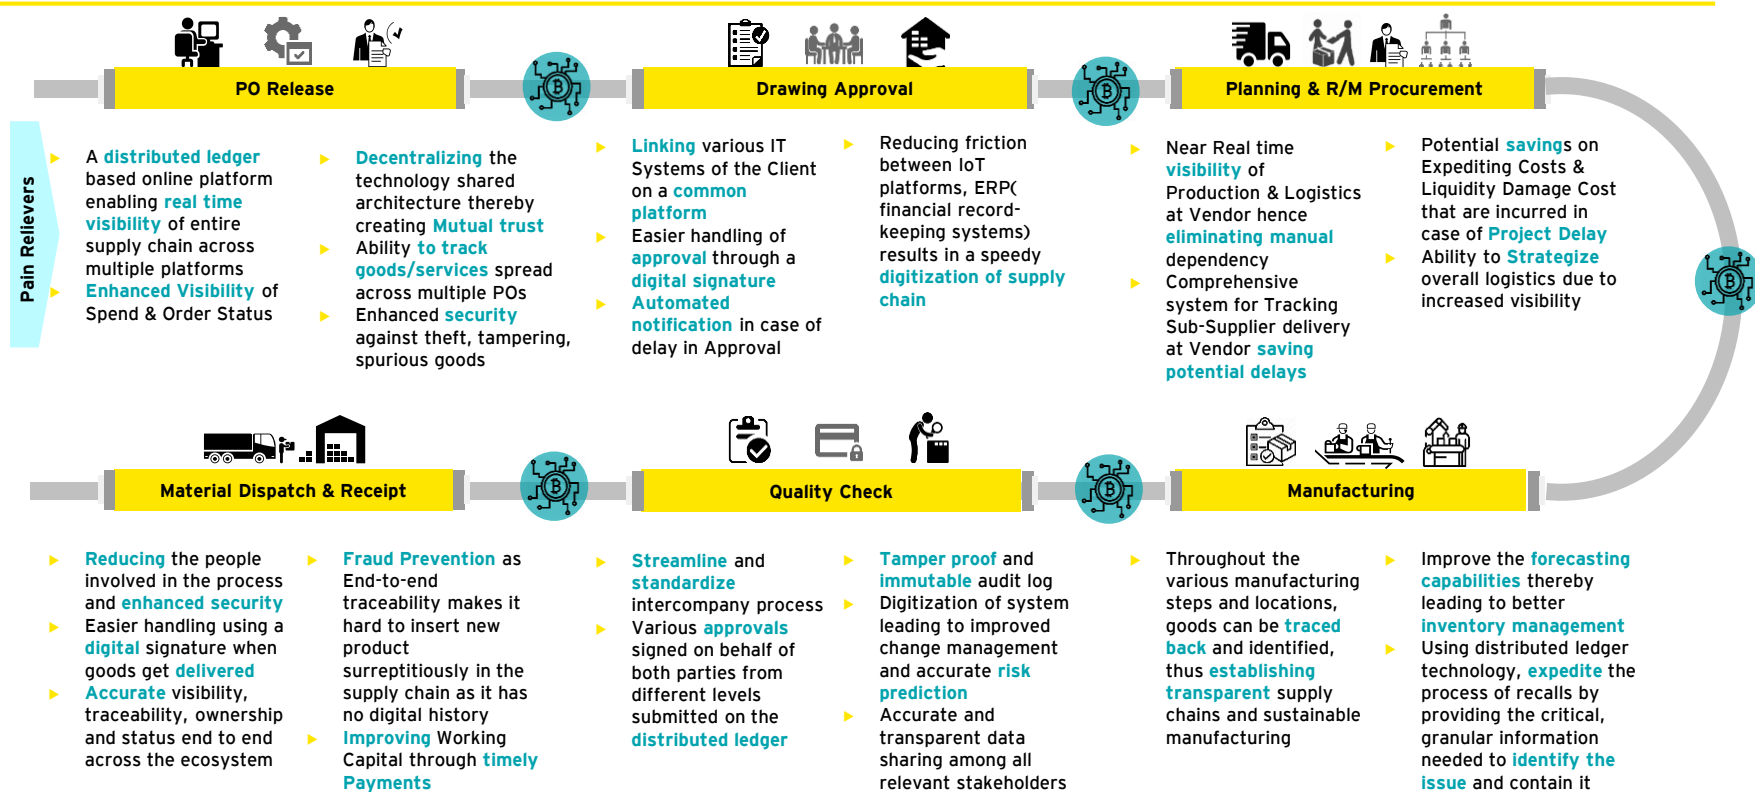 PO Release
Drawing Approval
Planning & R/M Procurement
Pain Relievers
A distributed ledger
based online platform
enabling real time
visibility of entire
supply chain across
multiple platforms
Enhanced Visibility of
Spend & Order Status
Decentralizing the
technology shared
architecture thereby
creating Mutual trust
Ability to track
goods/services spread
across multiple POs
Enhanced security
against theft, tampering,
spurious goods
Linking various IT
Systems of the Client
on a common
platform
Easier handling of
approval through a
digital signature
Automated
notification in case of
delay in Approval
Reducing friction
between IoT
platforms, ERP(
financial record-
keeping systems)
results in a speedy
digitization of supply
chain
Near Real time
visibility of
Production & Logistics
at Vendor hence
eliminating manual
dependency
Comprehensive
system for Tracking
Sub-Supplier delivery
at Vendor saving
potential delays
Potential savings on
Expediting Costs &
Liquidity Damage Cost
that are incurred in
case of Project Delay
Ability to Strategize
overall logistics due to
increased visibility
Material Dispatch & Receipt
Quality Check
Manufacturing
Reducing the people
involved in the process
and enhanced security
Easier handling using a
digital signature when
goods get delivered
Accurate visibility,
traceability, ownership
and status end to end
across the ecosystem
Fraud Prevention as
End-to-end
traceability makes it
hard to insert new
product
surreptitiously in the
supply chain as it has
no digital history
Improving Working
Capital through timely
Payments
Streamline and
standardize
intercompany process
Various approvals
signed on behalf of
both parties from
different levels
submitted on the
distributed ledger
Tamper proof and
immutable audit log
Digitization of system
leading to improved
change management
and accurate risk
prediction
Accurate and
transparent data
sharing among all
relevant stakeholders
Throughout the
various manufacturing
steps and locations,
goods can be traced
back and identified,
thus establishing
transparent supply
chains and sustainable
manufacturing
Improve the forecasting
capabilities thereby
leading to better
inventory management
Using distributed ledger
technology, expedite the
process of recalls by
providing the critical,
granular information
needed to identify the
issue and contain it